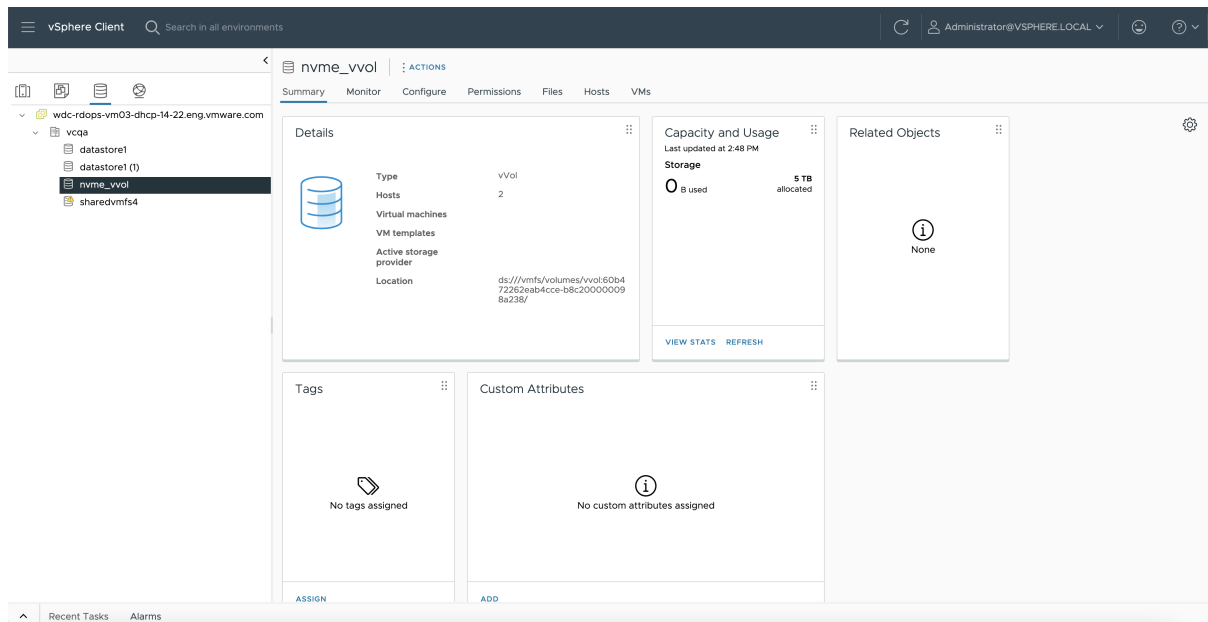 vSphere Client
Search in all environments
Administrator@VSPHERE.LOCAL
wdc-rdops-vm03-dhcp-14-22.eng.vmware.com
vcqa
datastore1
datastore1 (1)
nvme_vvol
sharedvmfs4
nvme_vvol
ACTIONS
Summary Monitor Configure Permissions Files Hosts VMs
Details
Type vVol
Hosts 2
Virtual machines
VM templates
Active storage
provider
Location ds:///vmfs/volumes/vvol:60b4
72262eab4cce-b8c20000009
8a238/
Capacity and Usage
Last updated at 2:48 PM
Storage
0 B used
5 TB
allocated
VIEW STATS REFRESH
Related Objects
None
Tags
No tags assigned
ASSIGN
Custom Attributes
No custom attributes assigned
ADD
Recent Tasks Alarms